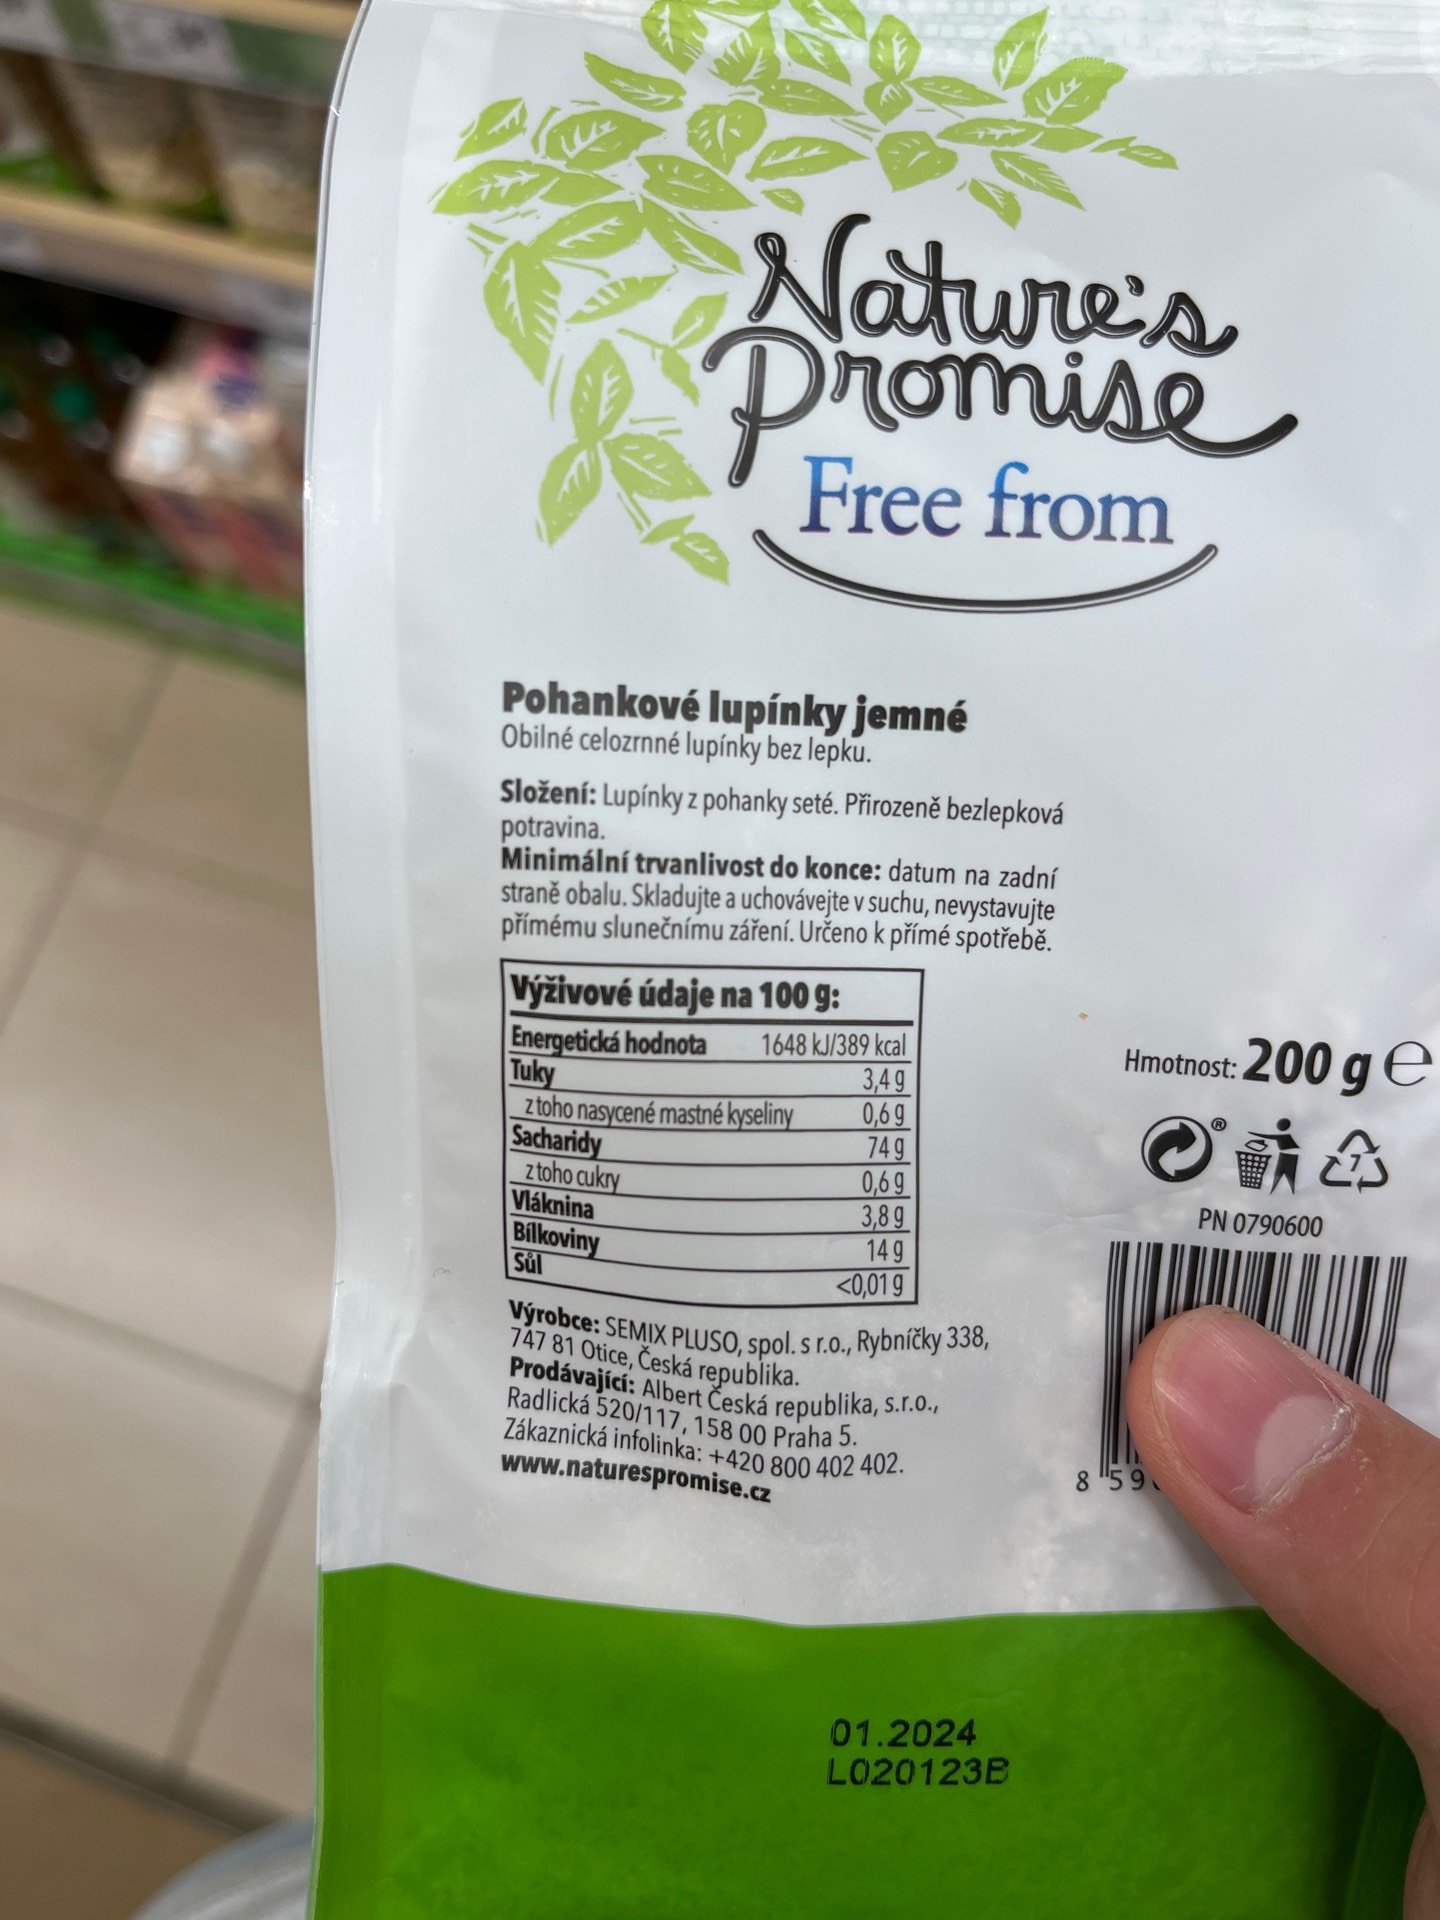 Nature's
Promise
Free from
Pohankové lupínky jemné
Obilné celozrnné lupínky bez lepku.
Složení: Lupínky z pohanky seté. Přirozeně bezlepková
potravina.
Minimální trvanlivost do konce: datum na zadní
straně obalu. Skladujte a uchovávejte v suchu, nevystavujte
přímému slunečnímu záření. Určeno k přímé spotřebě.
Výživové údaje na 100 g:
Energetická hodnota 1648 kJ/389 kcal
Tuky 3,4 g
z toho nasycené mastné kyseliny 0,6 g
Sacharidy 74 g
z toho cukry 0,6 g
Vláknina 3,8 g
Bílkoviny 14 g
Sůl <0,01 g
Výrobce: SEMIX PLUSO, spol. s r.o., Rybníčky 338,
747 81 Otice, Česká republika.
Prodávající: Albert Česká republika, s.r.o.,
Radlická 520/117, 158 00 Praha 5.
Zákaznická infolinka: +420 800 402 402.
www.naturespromise.cz
Hmotnost: 200 g ℮
®
7
PN 0790600
8 59
01.2024
L020123B